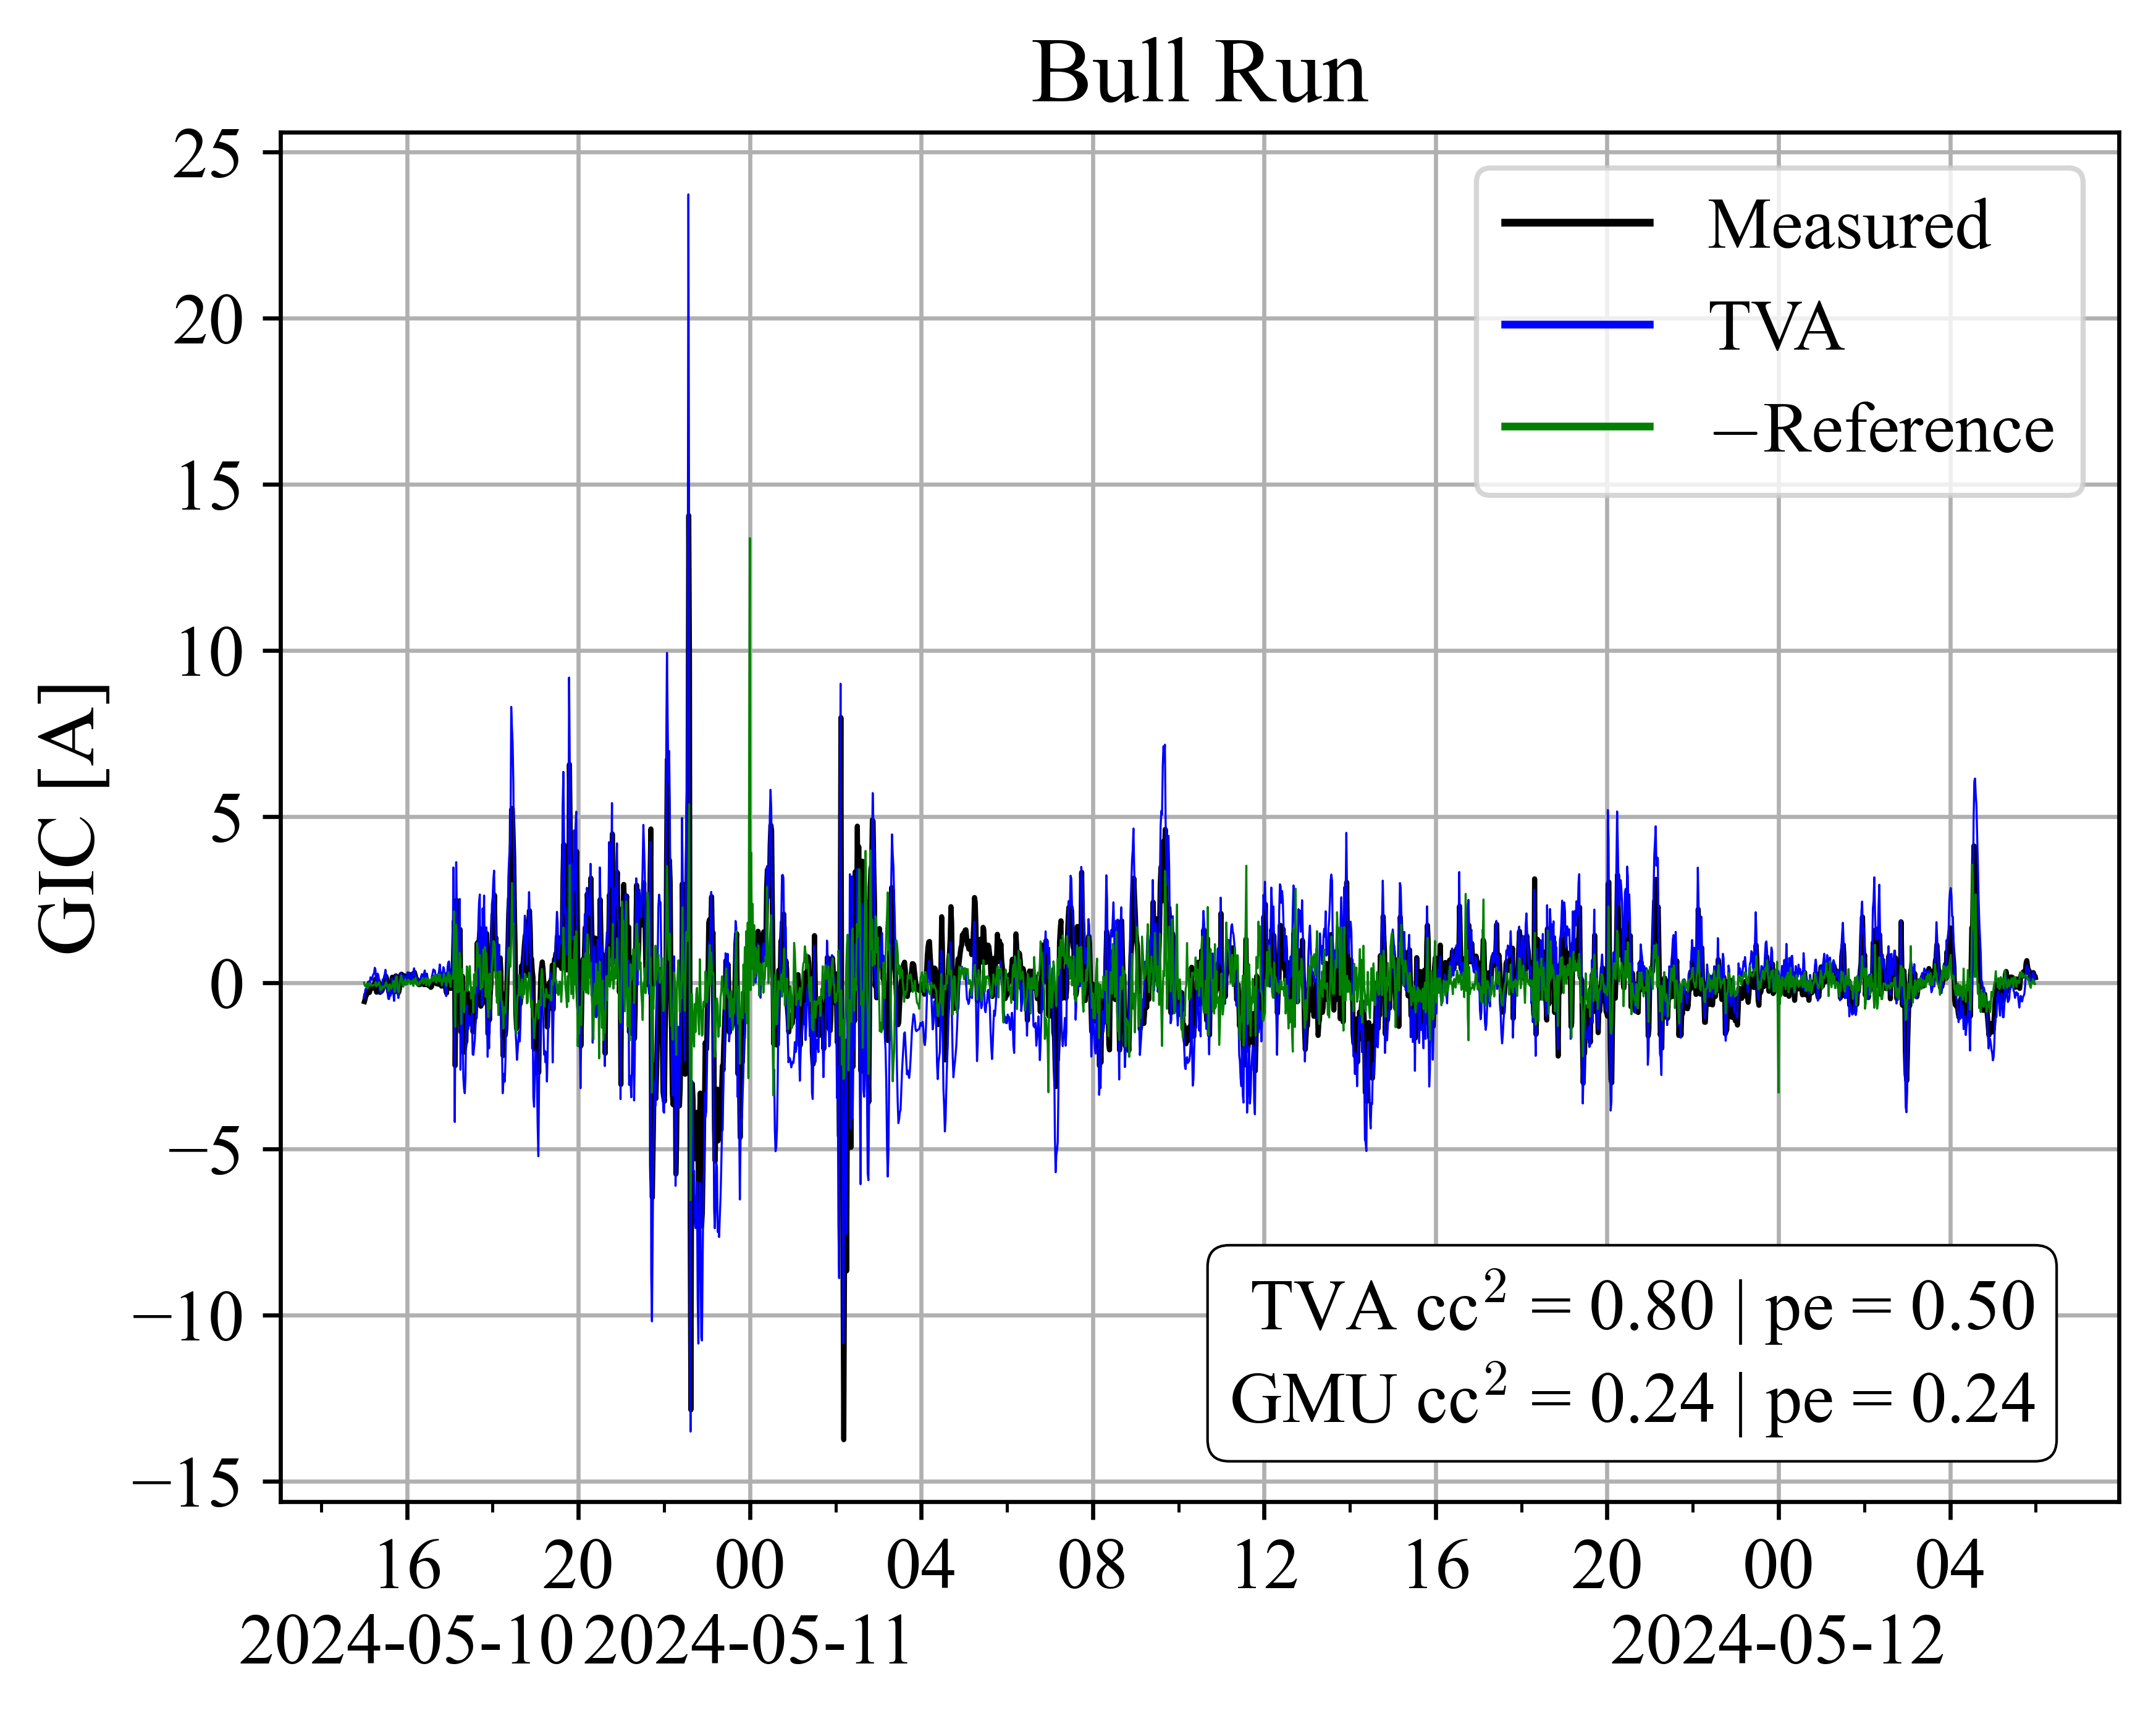 Bull Run
GIC [A]
25
20
15
10
5
0
−5
−10
−15
Measured
TVA
−Reference
TVA cc² = 0.80 | pe = 0.50
GMU cc² = 0.24 | pe = 0.24
16 20 00 04 08 12 16 20 00 04
2024-05-10 2024-05-11 2024-05-12